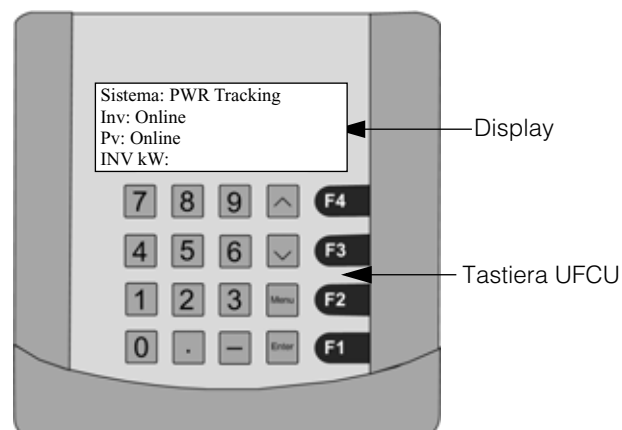 Sistema: PWR Tracking
Inv: Online
Pv: Online
INV kW:
Display
7 8 9 F4
4 5 6 F3
Tastiera UFCU
1 2 3 Menu F2
0 . – Enter F1